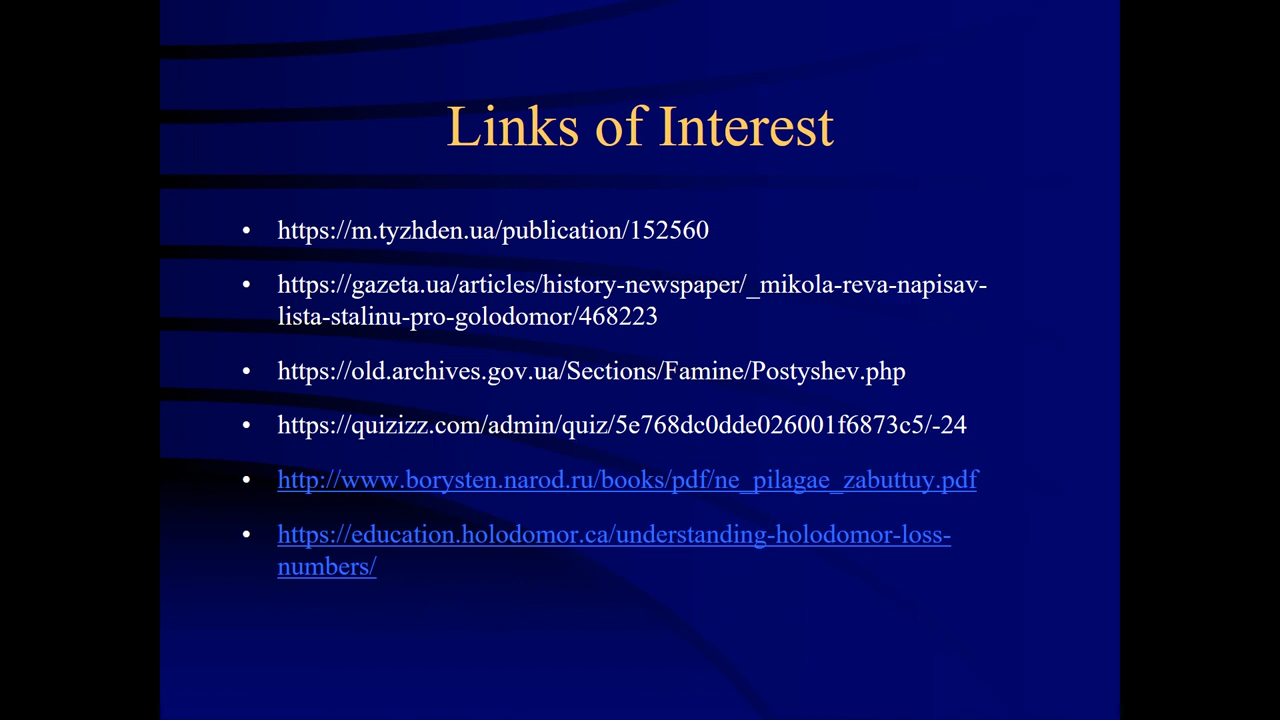 Links of Interest
• https://m.tyzhden.ua/publication/152560
• https://gazeta.ua/articles/history-newspaper/_mikola-reva-napisav-
lista-stalinu-pro-golodomor/468223
• https://old.archives.gov.ua/Sections/Famine/Postyshev.php
• https://quizizz.com/admin/quiz/5e768dc0dde026001f6873c5/-24
• http://www.borysten.narod.ru/books/pdf/ne_pilagae_zabuttuy.pdf
• https://education.holodomor.ca/understanding-holodomor-loss-
numbers/